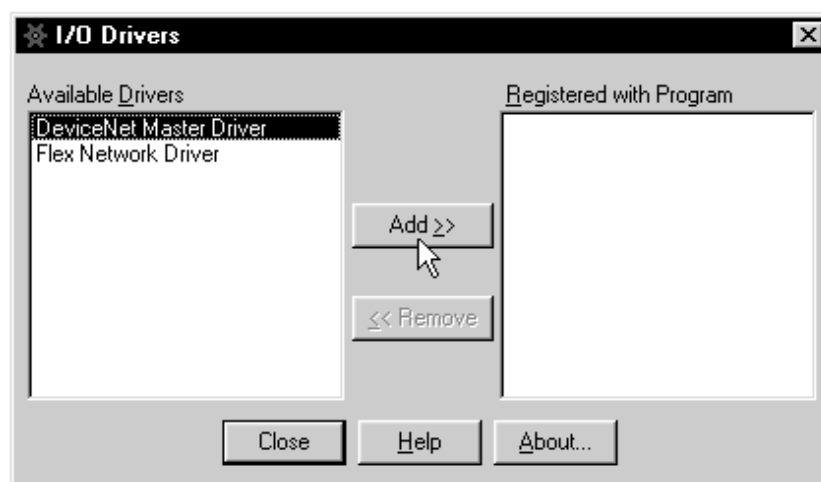 I/O Drivers
Available Drivers
Registered with Program
DeviceNet Master Driver
Flex Network Driver
Add >>
<< Remove
Close
Help
About...